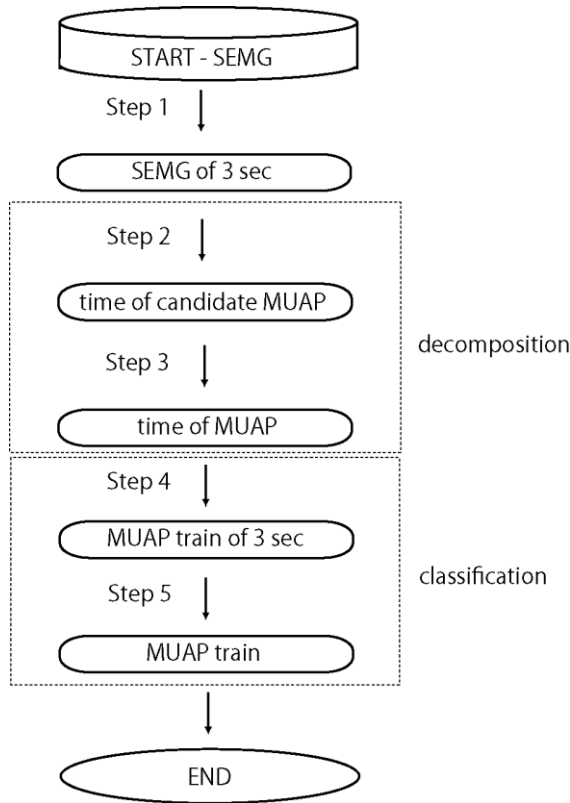 START - SEMG
Step 1
SEMG of 3 sec
Step 2
time of candidate MUAP
decomposition
Step 3
time of MUAP
Step 4
MUAP train of 3 sec
classification
Step 5
MUAP train
END